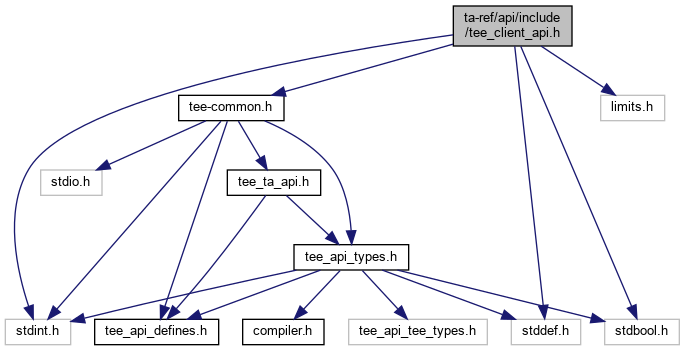 ta-ref/api/include
/tee_client_api.h
tee-common.h
limits.h
stdio.h
tee_ta_api.h
tee_api_types.h
stdint.h
tee_api_defines.h
compiler.h
tee_api_tee_types.h
stddef.h
stdbool.h